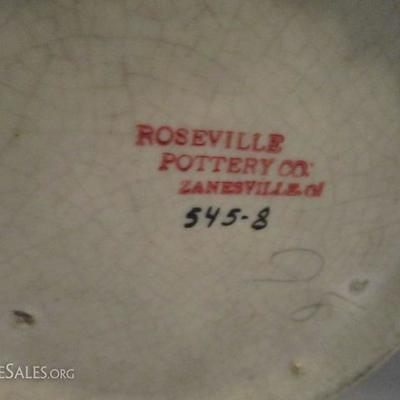 ROSEVILLE
POTTERY CO.
ZANESVILLE. O
545-8
ESALES.ORG